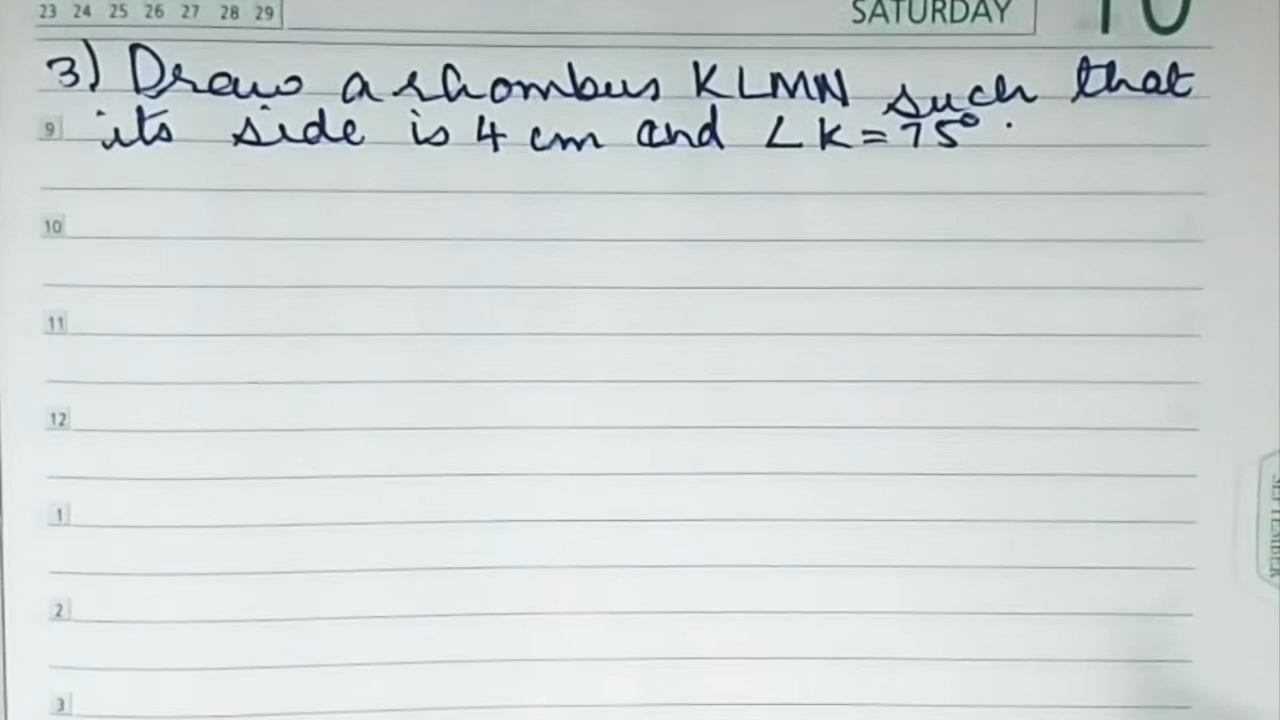 23 24 25 26 27 28 29
SATURDAY 10
3) Draw a rhombus KLMN such that
9 its side is 4 cm and ∠K = 75°.
10
11
12
1
2
3
SEPTEMBER